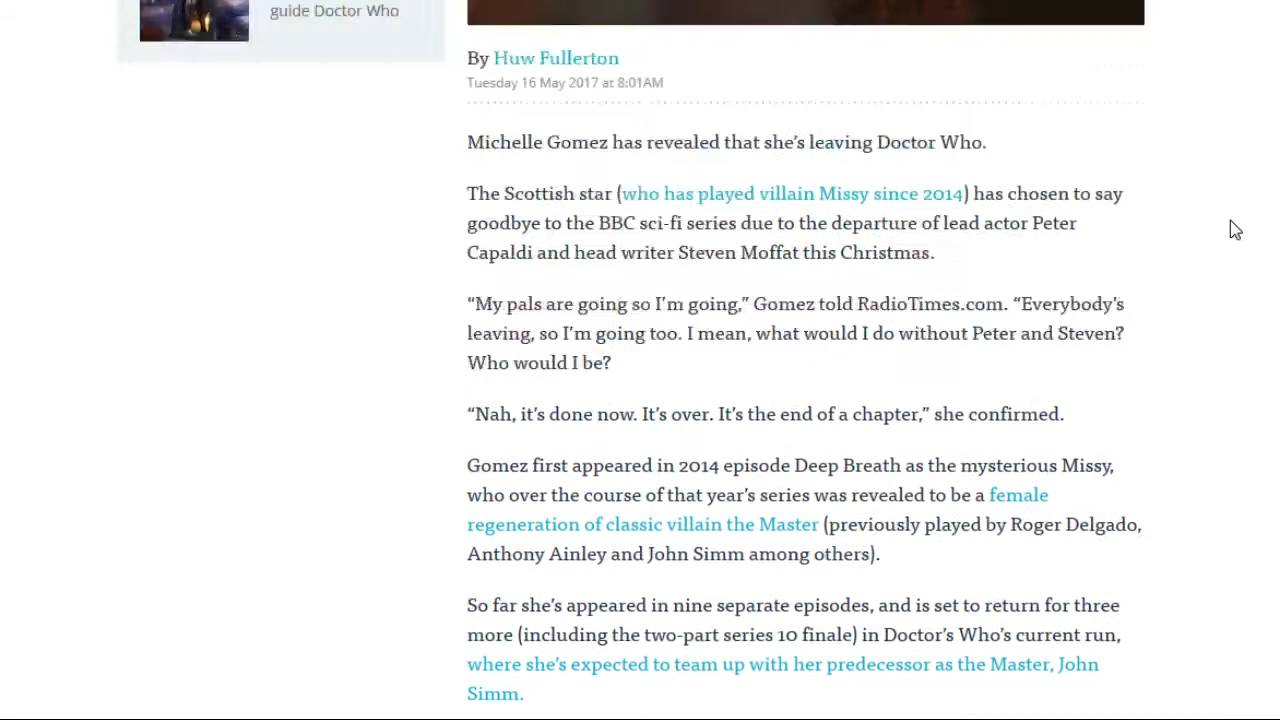 guide Doctor Who
By Huw Fullerton
Tuesday 16 May 2017 at 8:01AM
Michelle Gomez has revealed that she’s leaving Doctor Who.
The Scottish star (who has played villain Missy since 2014) has chosen to say
goodbye to the BBC sci-fi series due to the departure of lead actor Peter
Capaldi and head writer Steven Moffat this Christmas.
“My pals are going so I’m going,” Gomez told RadioTimes.com. “Everybody’s
leaving, so I’m going too. I mean, what would I do without Peter and Steven?
Who would I be?
“Nah, it’s done now. It’s over. It’s the end of a chapter,” she confirmed.
Gomez first appeared in 2014 episode Deep Breath as the mysterious Missy,
who over the course of that year’s series was revealed to be a female
regeneration of classic villain the Master (previously played by Roger Delgado,
Anthony Ainley and John Simm among others).
So far she’s appeared in nine separate episodes, and is set to return for three
more (including the two-part series 10 finale) in Doctor’s Who’s current run,
where she’s expected to team up with her predecessor as the Master, John
Simm.